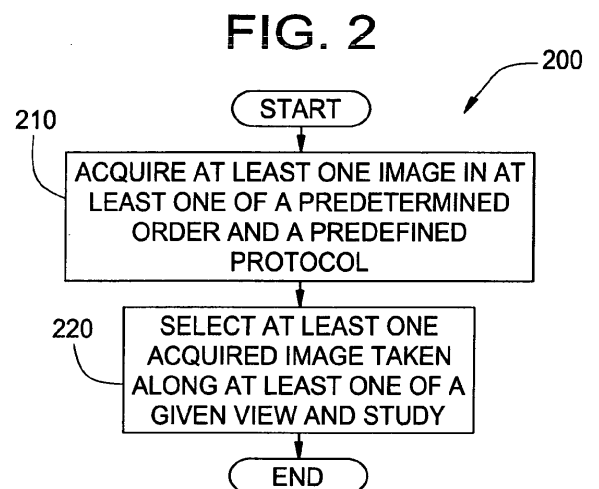 FIG. 2
200
START
210
ACQUIRE AT LEAST ONE IMAGE IN AT
LEAST ONE OF A PREDETERMINED
ORDER AND A PREDEFINED
PROTOCOL
220
SELECT AT LEAST ONE
ACQUIRED IMAGE TAKEN
ALONG AT LEAST ONE OF A
GIVEN VIEW AND STUDY
END